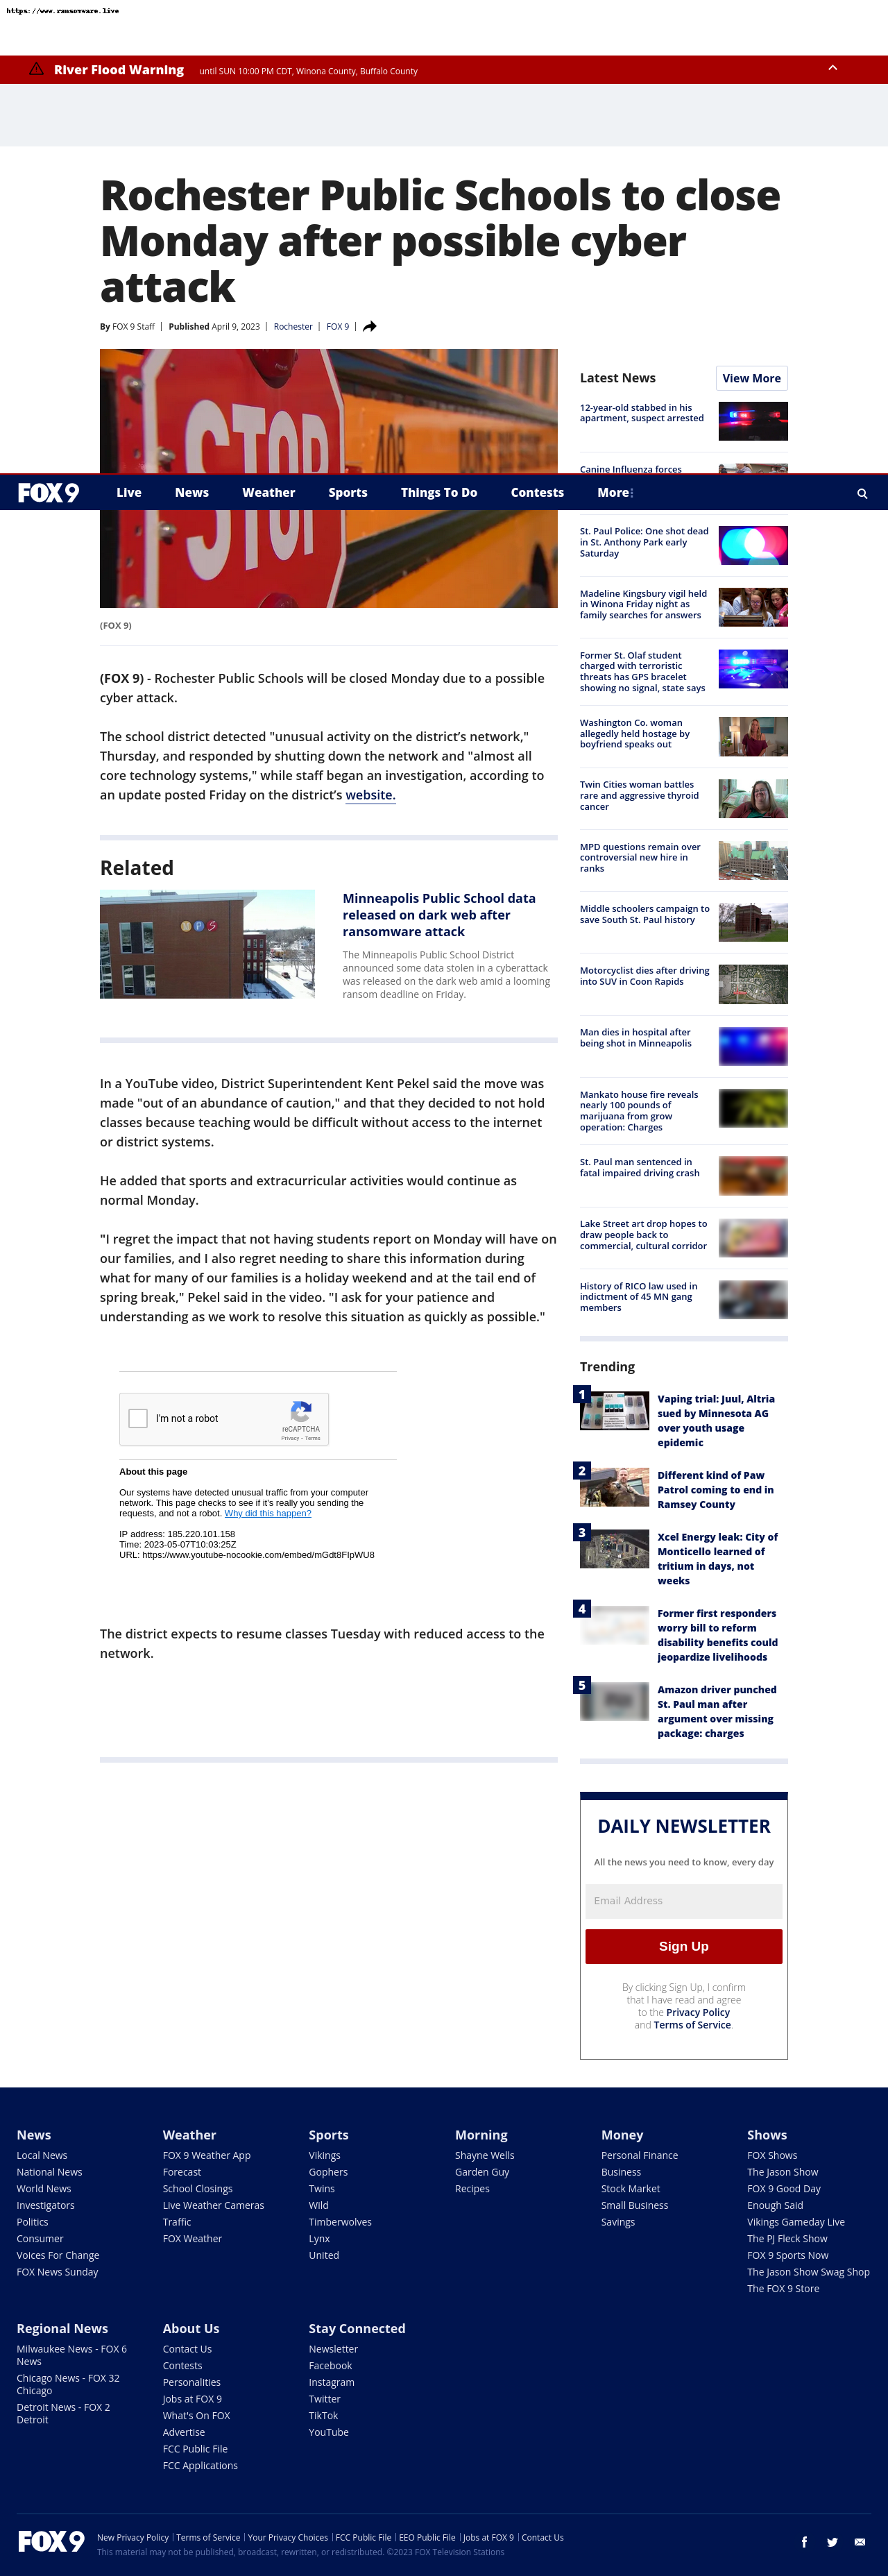 https://www.ransomware.live
River Flood Warning until SUN 10:00 PM CDT, Winona County, Buffalo County
Rochester Public Schools to close
Monday after possible cyber
attack
By FOX 9 Staff | Published April 9, 2023 | Rochester | FOX 9 |
STOP
403
Latest News
View More
12-year-old stabbed in his
apartment, suspect arrested
Canine Influenza forces
FOX 9 Live News Weather Sports Things To Do Contests More
St. Paul Police: One shot dead
in St. Anthony Park early
Saturday
Madeline Kingsbury vigil held
in Winona Friday night as
family searches for answers
Former St. Olaf student
charged with terroristic
threats has GPS bracelet
showing no signal, state says
Washington Co. woman
allegedly held hostage by
boyfriend speaks out
Twin Cities woman battles
rare and aggressive thyroid
cancer
MPD questions remain over
controversial new hire in
ranks
Middle schoolers campaign to
save South St. Paul history
Motorcyclist dies after driving
into SUV in Coon Rapids
Man dies in hospital after
being shot in Minneapolis
Mankato house fire reveals
nearly 100 pounds of
marijuana from grow
operation: Charges
St. Paul man sentenced in
fatal impaired driving crash
Lake Street art drop hopes to
draw people back to
commercial, cultural corridor
History of RICO law used in
indictment of 45 MN gang
members
(FOX 9)
(FOX 9) - Rochester Public Schools will be closed Monday due to a possible
cyber attack.
The school district detected "unusual activity on the district's network,"
Thursday, and responded by shutting down the network and "almost all
core technology systems," while staff began an investigation, according to
an update posted Friday on the district's website.
Related
MPS
Minneapolis Public School data
released on dark web after
ransomware attack
The Minneapolis Public School District
announced some data stolen in a cyberattack
was released on the dark web amid a looming
ransom deadline on Friday.
In a YouTube video, District Superintendent Kent Pekel said the move was
made "out of an abundance of caution," and that they decided to not hold
classes because teaching would be difficult without access to the internet
or district systems.
He added that sports and extracurricular activities would continue as
normal Monday.
"I regret the impact that not having students report on Monday will have on
our families, and I also regret needing to share this information during
what for many of our families is a holiday weekend and at the tail end of
spring break," Pekel said in the video. "I ask for your patience and
understanding as we work to resolve this situation as quickly as possible."
I'm not a robot
reCAPTCHA
Privacy - Terms
About this page
Our systems have detected unusual traffic from your computer
network. This page checks to see if it's really you sending the
requests, and not a robot. Why did this happen?
IP address: 185.220.101.158
Time: 2023-05-07T10:03:25Z
URL: https://www.youtube-nocookie.com/embed/mGdt8FIpWU8
The district expects to resume classes Tuesday with reduced access to the
network.
Trending
1
Vaping trial: Juul, Altria
sued by Minnesota AG
over youth usage
epidemic
2
Different kind of Paw
Patrol coming to end in
Ramsey County
3
Xcel Energy leak: City of
Monticello learned of
tritium in days, not
weeks
4
Former first responders
worry bill to reform
disability benefits could
jeopardize livelihoods
5
Amazon driver punched
St. Paul man after
argument over missing
package: charges
DAILY NEWSLETTER
All the news you need to know, every day
Email Address
Sign Up
By clicking Sign Up, I confirm
that I have read and agree
to the Privacy Policy
and Terms of Service.
News
Local News
National News
World News
Investigators
Politics
Consumer
Voices For Change
FOX News Sunday
Weather
FOX 9 Weather App
Forecast
School Closings
Live Weather Cameras
Traffic
FOX Weather
Sports
Vikings
Gophers
Twins
Wild
Timberwolves
Lynx
United
Morning
Shayne Wells
Garden Guy
Recipes
Money
Personal Finance
Business
Stock Market
Small Business
Savings
Shows
FOX Shows
The Jason Show
FOX 9 Good Day
Enough Said
Vikings Gameday Live
The PJ Fleck Show
FOX 9 Sports Now
The Jason Show Swag Shop
The FOX 9 Store
Regional News
Milwaukee News - FOX 6
News
Chicago News - FOX 32
Chicago
Detroit News - FOX 2
Detroit
About Us
Contact Us
Contests
Personalities
Jobs at FOX 9
What's On FOX
Advertise
FCC Public File
FCC Applications
Stay Connected
Newsletter
Facebook
Instagram
Twitter
TikTok
YouTube
FOX 9
New Privacy Policy | Terms of Service | Your Privacy Choices | FCC Public File | EEO Public File | Jobs at FOX 9 | Contact Us
This material may not be published, broadcast, rewritten, or redistributed. ©2023 FOX Television Stations